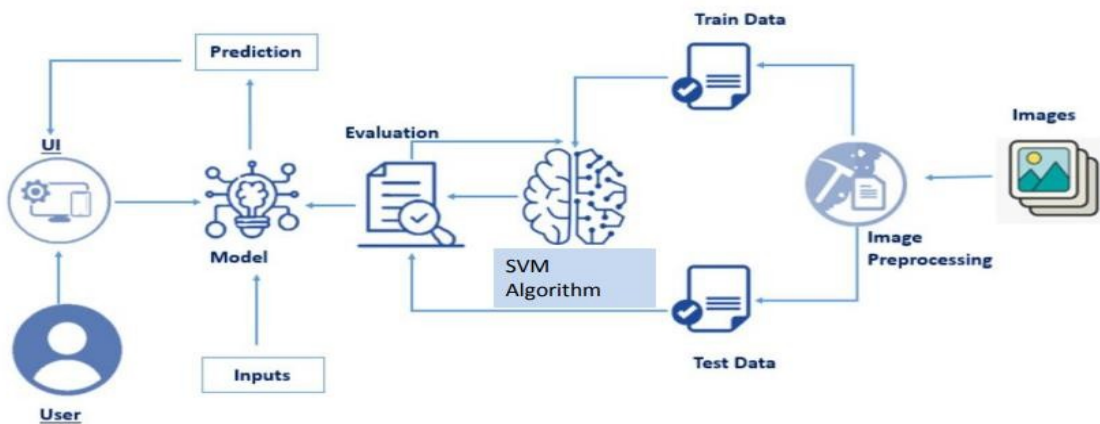 Train Data
Prediction
Images
Evaluation
UI
Model
Image
Preprocessing
SVM
Algorithm
Test Data
Inputs
User